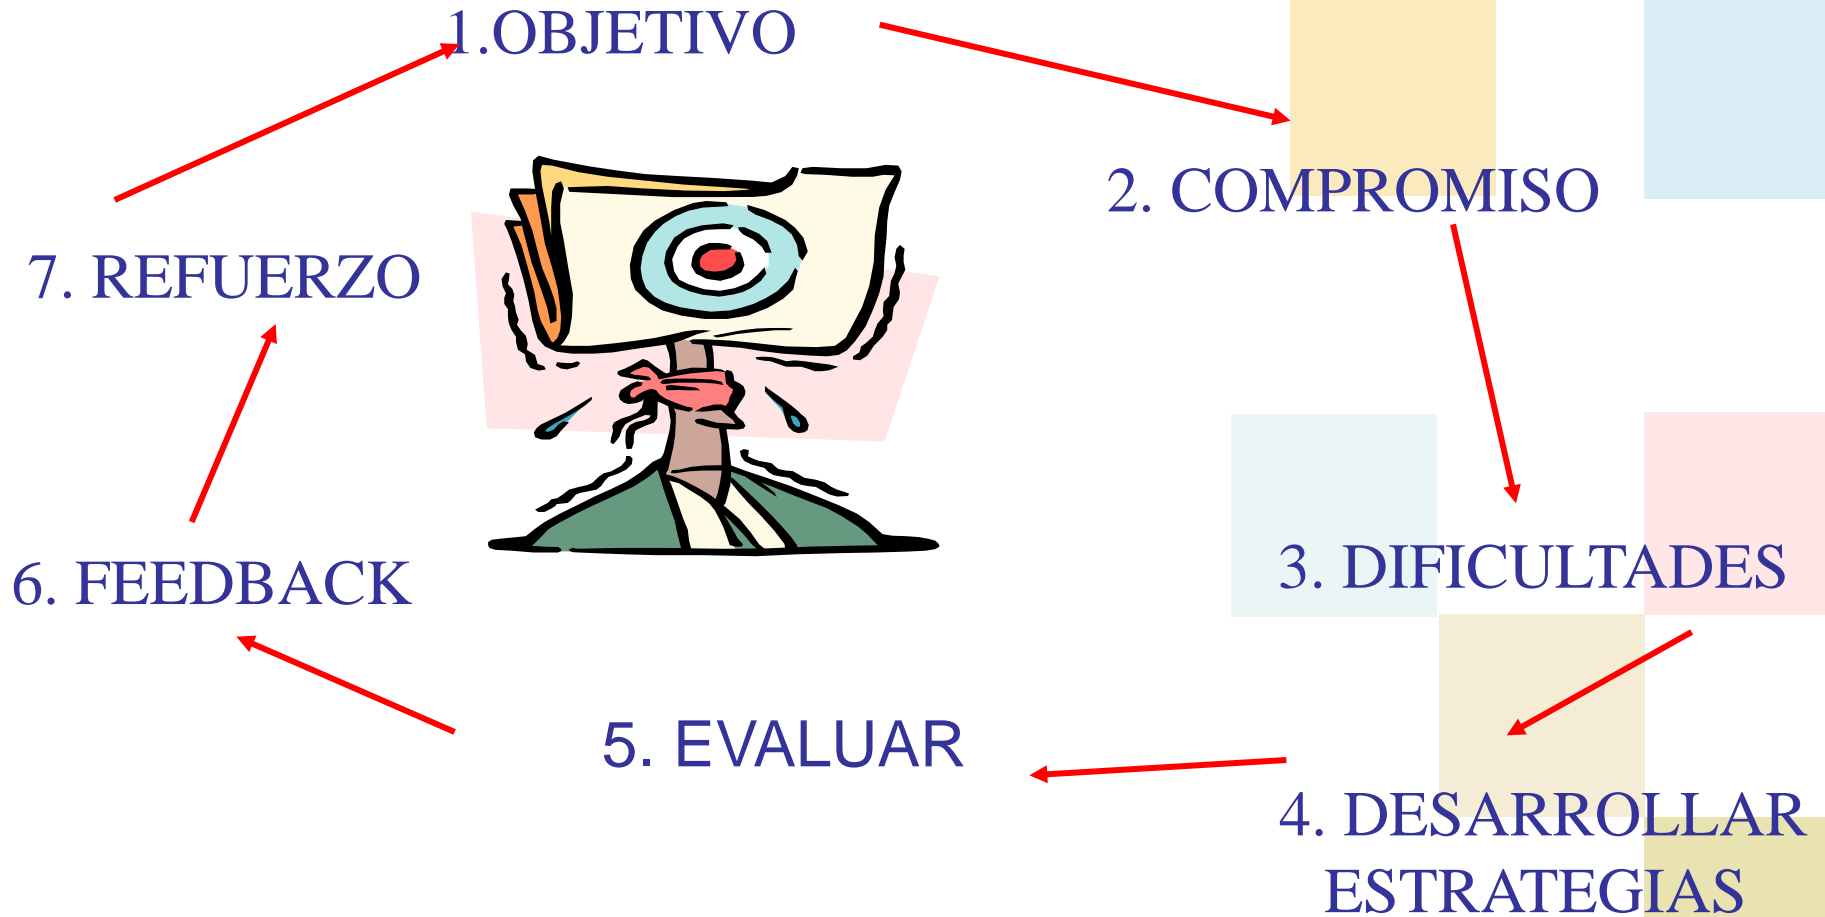 1.OBJETIVO
2. COMPROMISO
3. DIFICULTADES
4. DESARROLLAR
ESTRATEGIAS
5. EVALUAR
6. FEEDBACK
7. REFUERZO